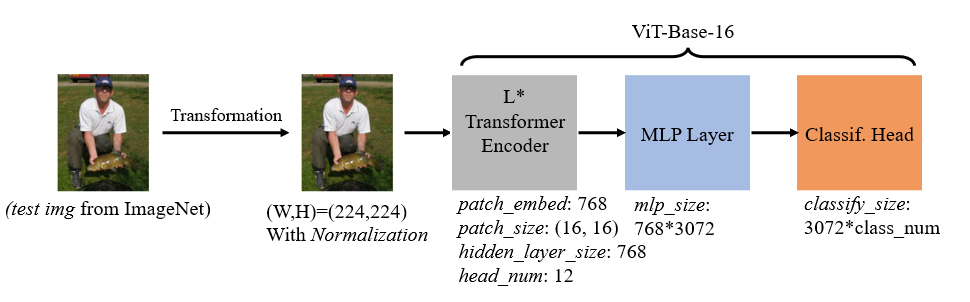 ViT-Base-16
Transformation
L*
Transformer
Encoder
MLP Layer
Classif. Head
(test img from ImageNet)
(W,H)=(224,224)
With Normalization
patch_embed: 768
patch_size: (16, 16)
hidden_layer_size: 768
head_num: 12
mlp_size:
768*3072
classify_size:
3072*class_num